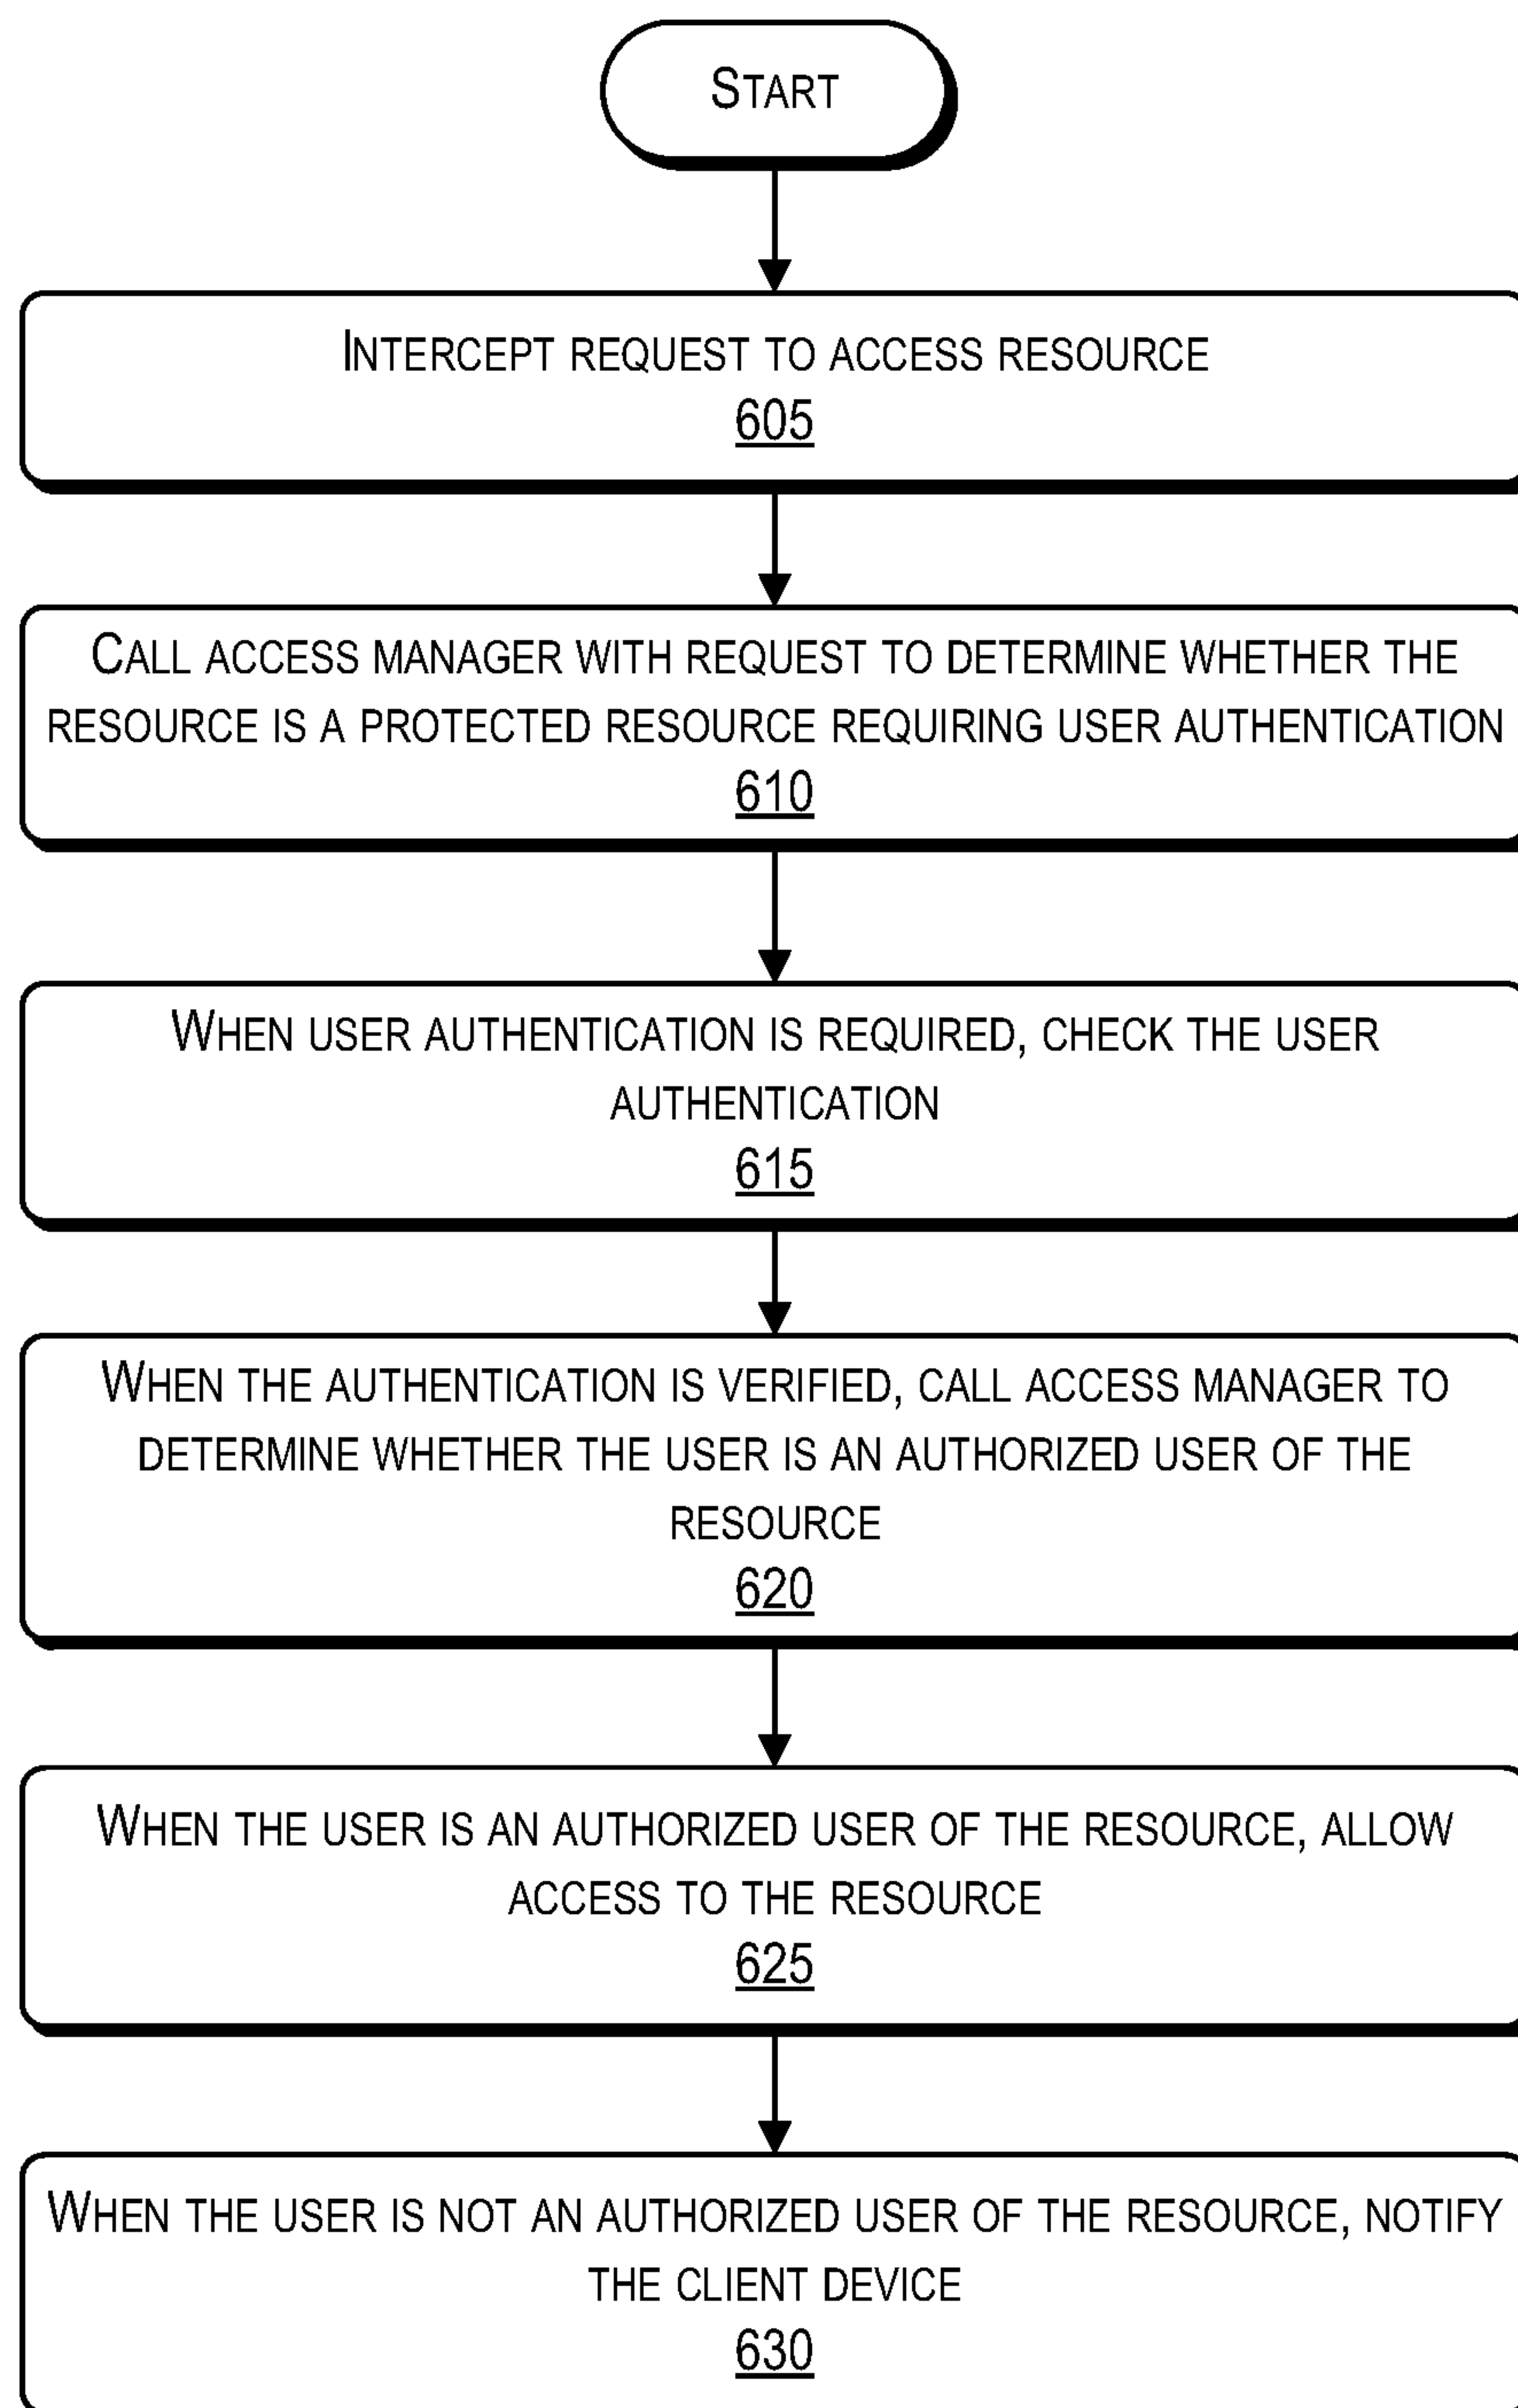 START
INTERCEPT REQUEST TO ACCESS RESOURCE
605
CALL ACCESS MANAGER WITH REQUEST TO DETERMINE WHETHER THE
RESOURCE IS A PROTECTED RESOURCE REQUIRING USER AUTHENTICATION
610
WHEN USER AUTHENTICATION IS REQUIRED, CHECK THE USER
AUTHENTICATION
615
WHEN THE AUTHENTICATION IS VERIFIED, CALL ACCESS MANAGER TO
DETERMINE WHETHER THE USER IS AN AUTHORIZED USER OF THE
RESOURCE
620
WHEN THE USER IS AN AUTHORIZED USER OF THE RESOURCE, ALLOW
ACCESS TO THE RESOURCE
625
WHEN THE USER IS NOT AN AUTHORIZED USER OF THE RESOURCE, NOTIFY
THE CLIENT DEVICE
630